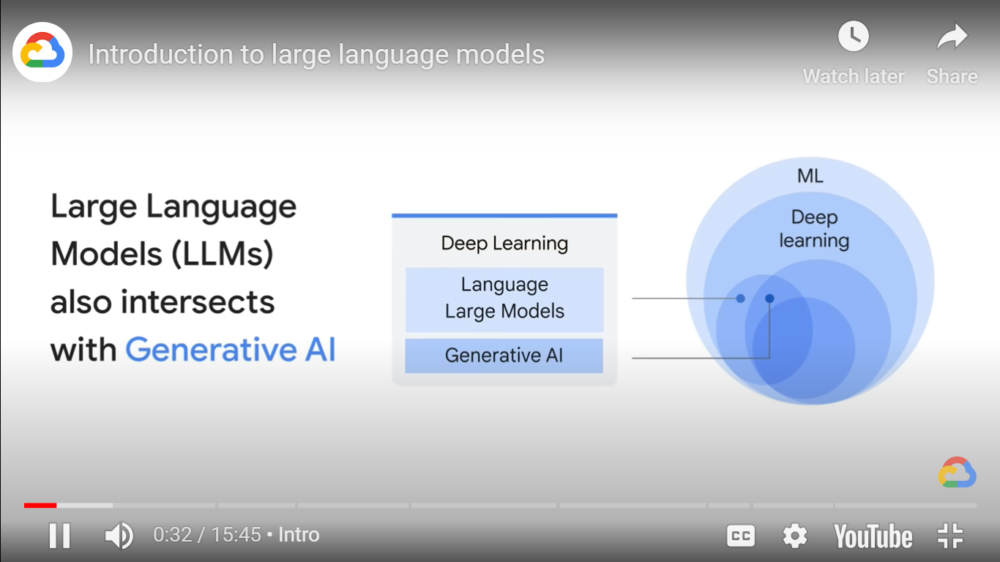 Introduction to large language models
Watch later
Share
Large Language
Models (LLMs)
also intersects
with Generative AI
Deep Learning
Language
Large Models
Generative AI
ML
Deep
learning
0:32 / 15:45 • Intro
CC
YouTube